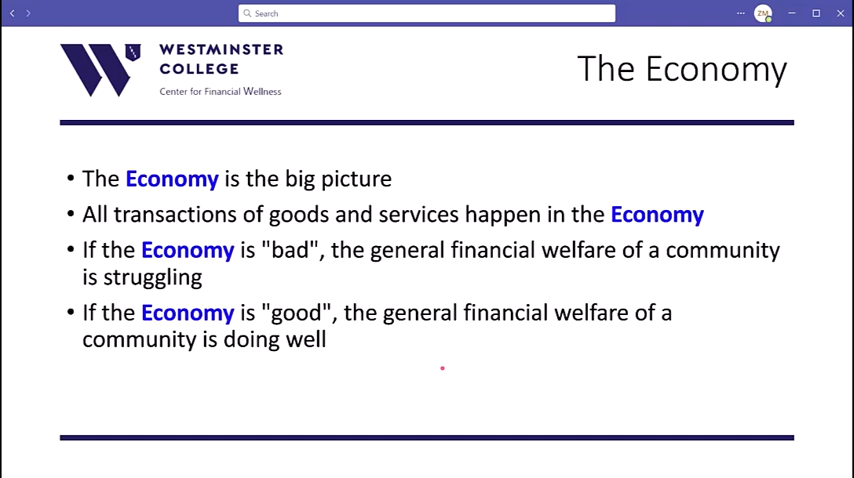 Search
ZM
WESTMINSTER
COLLEGE
Center for Financial Wellness
The Economy
• The Economy is the big picture
• All transactions of goods and services happen in the Economy
• If the Economy is "bad", the general financial welfare of a community
is struggling
• If the Economy is "good", the general financial welfare of a
community is doing well